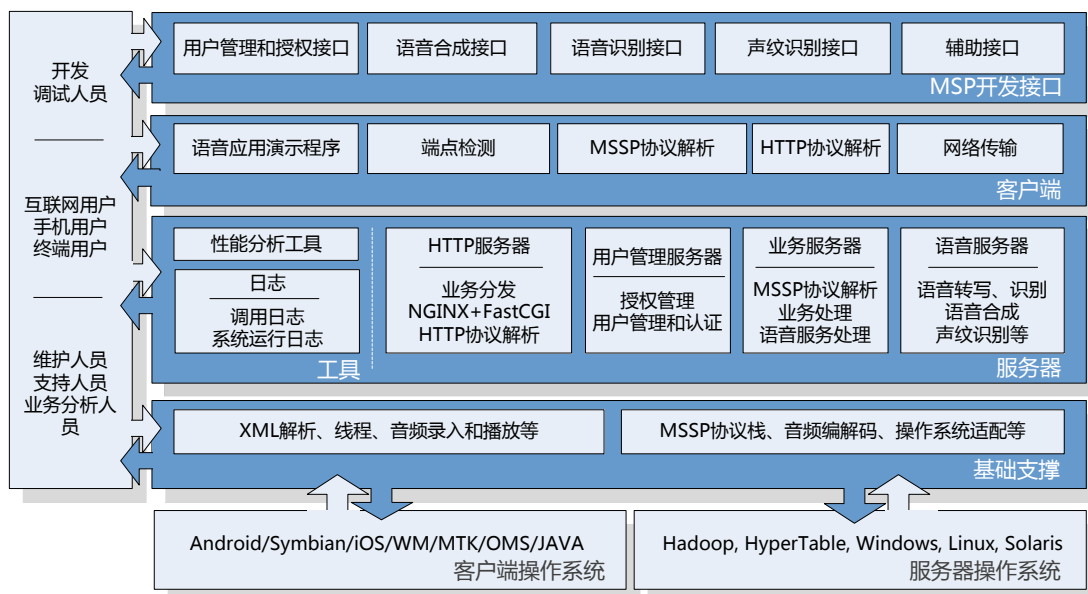 开发
调试人员
互联网用户
手机用户
终端用户
维护人员
支持人员
业务分析人
员
用户管理和授权接口
语音合成接口
语音识别接口
声纹识别接口
辅助接口
MSP开发接口
语音应用演示程序
端点检测
MSSP协议解析
HTTP协议解析
网络传输
客户端
性能分析工具
日志
调用日志
系统运行日志
工具
HTTP服务器
业务分发
NGINX+FastCGI
HTTP协议解析
用户管理服务器
授权管理
用户管理和认证
业务服务器
MSSP协议解析
业务处理
语音服务处理
语音服务器
语音转写、识别
语音合成
声纹识别等
服务器
XML解析、线程、音频录入和播放等
MSSP协议栈、音频编解码、操作系统适配等
基础支撑
Android/Symbian/iOS/WM/MTK/OMS/JAVA
客户端操作系统
Hadoop, HyperTable, Windows, Linux, Solaris
服务器操作系统